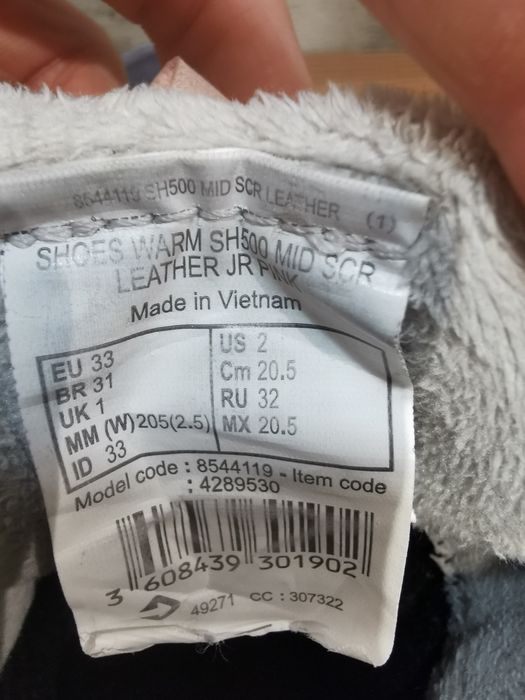 8544119 SH500 MID SCR LEATHER (1)
SHOES WARM SH500 MID SCR
LEATHER JR PINK
Made in Vietnam
EU 33
BR 31
UK 1
MM (W)205(2.5)
ID 33
US 2
Cm 20.5
RU 32
MX 20.5
Model code : 8544119 - Item code
: 4289530
3 608439 301902
49271 CC : 307322